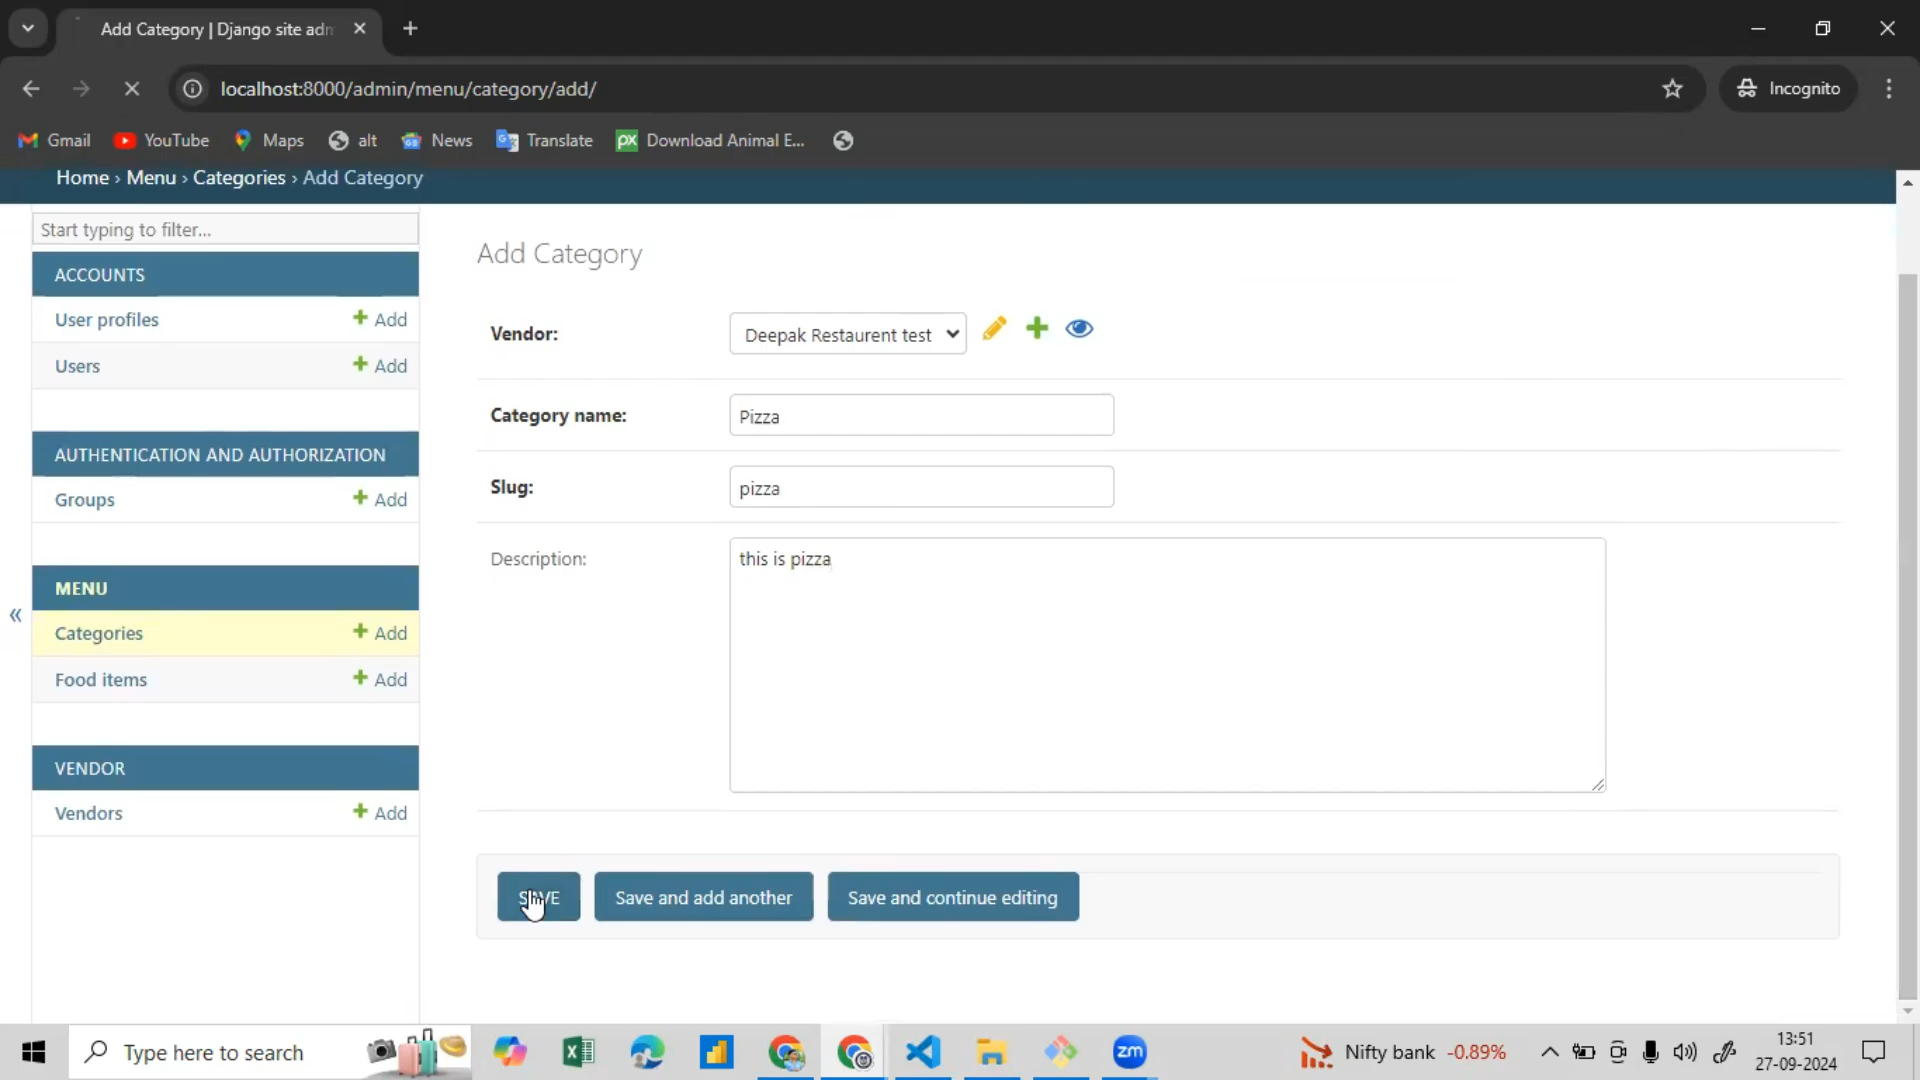 Add Category | Django site adm
localhost:8000/admin/menu/category/add/
Incognito
Gmail
YouTube
Maps
alt
News
Translate
px
Download Animal E...
Home › Menu › Categories › Add Category
Start typing to filter...
ACCOUNTS
User profiles
Add
Users
Add
AUTHENTICATION AND AUTHORIZATION
Groups
Add
MENU
Categories
Add
Food items
Add
VENDOR
Vendors
Add
«
Add Category
Vendor:
Deepak Restaurent test
Category name:
Pizza
Slug:
pizza
Description:
this is pizza
SAVE
Save and add another
Save and continue editing
Type here to search
zm
Nifty bank -0.89%
13:51
27-09-2024